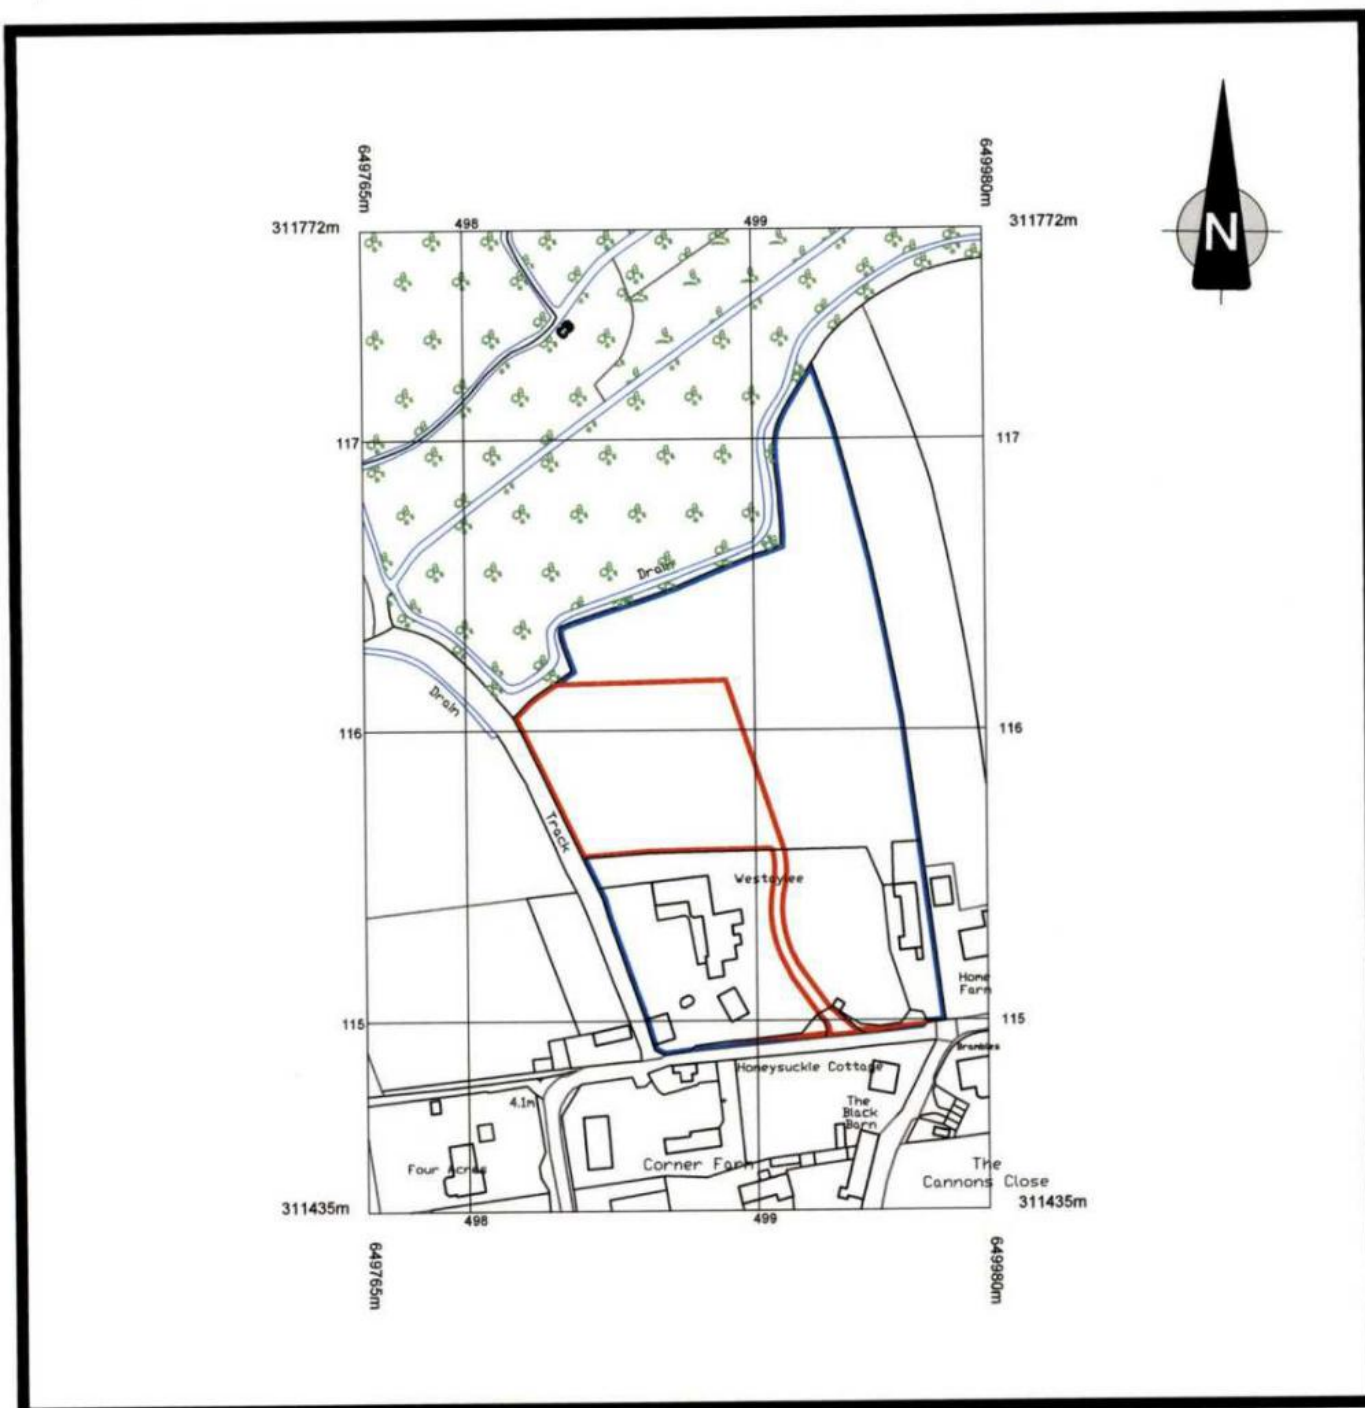 649765m
649980m
311772m
498
499
311772m
N
117
117
Drain
Drain
116
116
Track
Westaylee
Home
Farm
115
115
Brambles
Honeysuckle Cottage
4.1m
The
Black
Barn
Four Acres
Corner Farm
The
Cannons Close
311435m
311435m
498
499
649765m
649980m